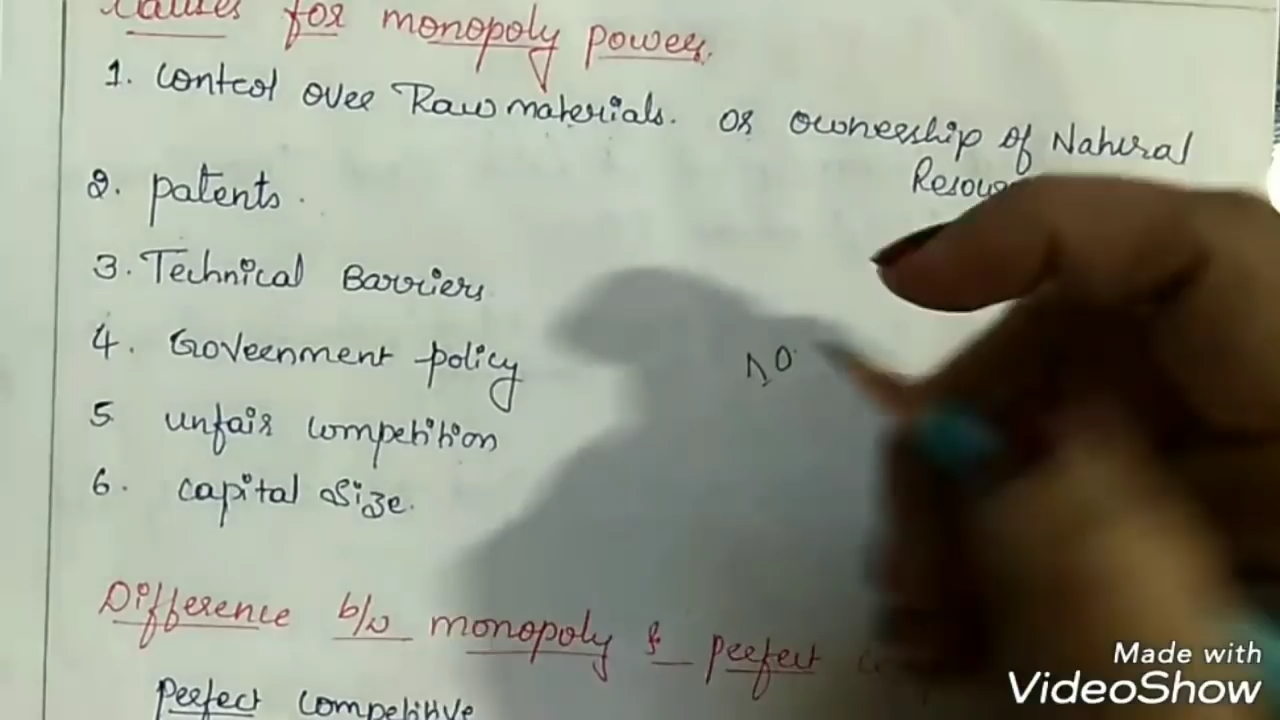 Causes for monopoly power.
1. Control over Raw materials. or ownership of Natural
2. patents.
3. Technical Barriers
4. Government policy
5 unfair competition
6. capital size.
Difference b/w monopoly & perfect
perfect competitive
Made with
VideoShow